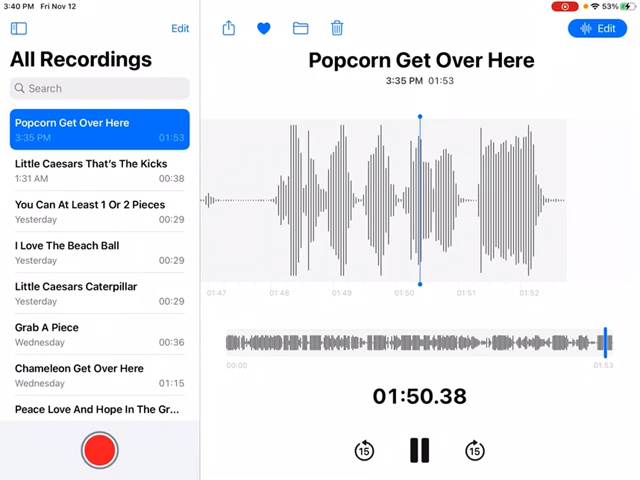 3:40 PM Fri Nov 12
53%
Edit
Edit
All Recordings
Search
Popcorn Get Over Here
3:35 PM 01:53
Little Caesars That's The Kicks
1:31 AM 00:38
You Can At Least 1 Or 2 Pieces
Yesterday 00:29
I Love The Beach Ball
Yesterday 00:29
Little Caesars Caterpillar
Yesterday 00:29
Grab A Piece
Wednesday 00:36
Chameleon Get Over Here
Wednesday 01:15
Peace Love And Hope In The Gr...
Popcorn Get Over Here
3:35 PM 01:53
01:47 01:48 01:49 01:50 01:51 01:52
00:00 01:53
01:50.38
15 15